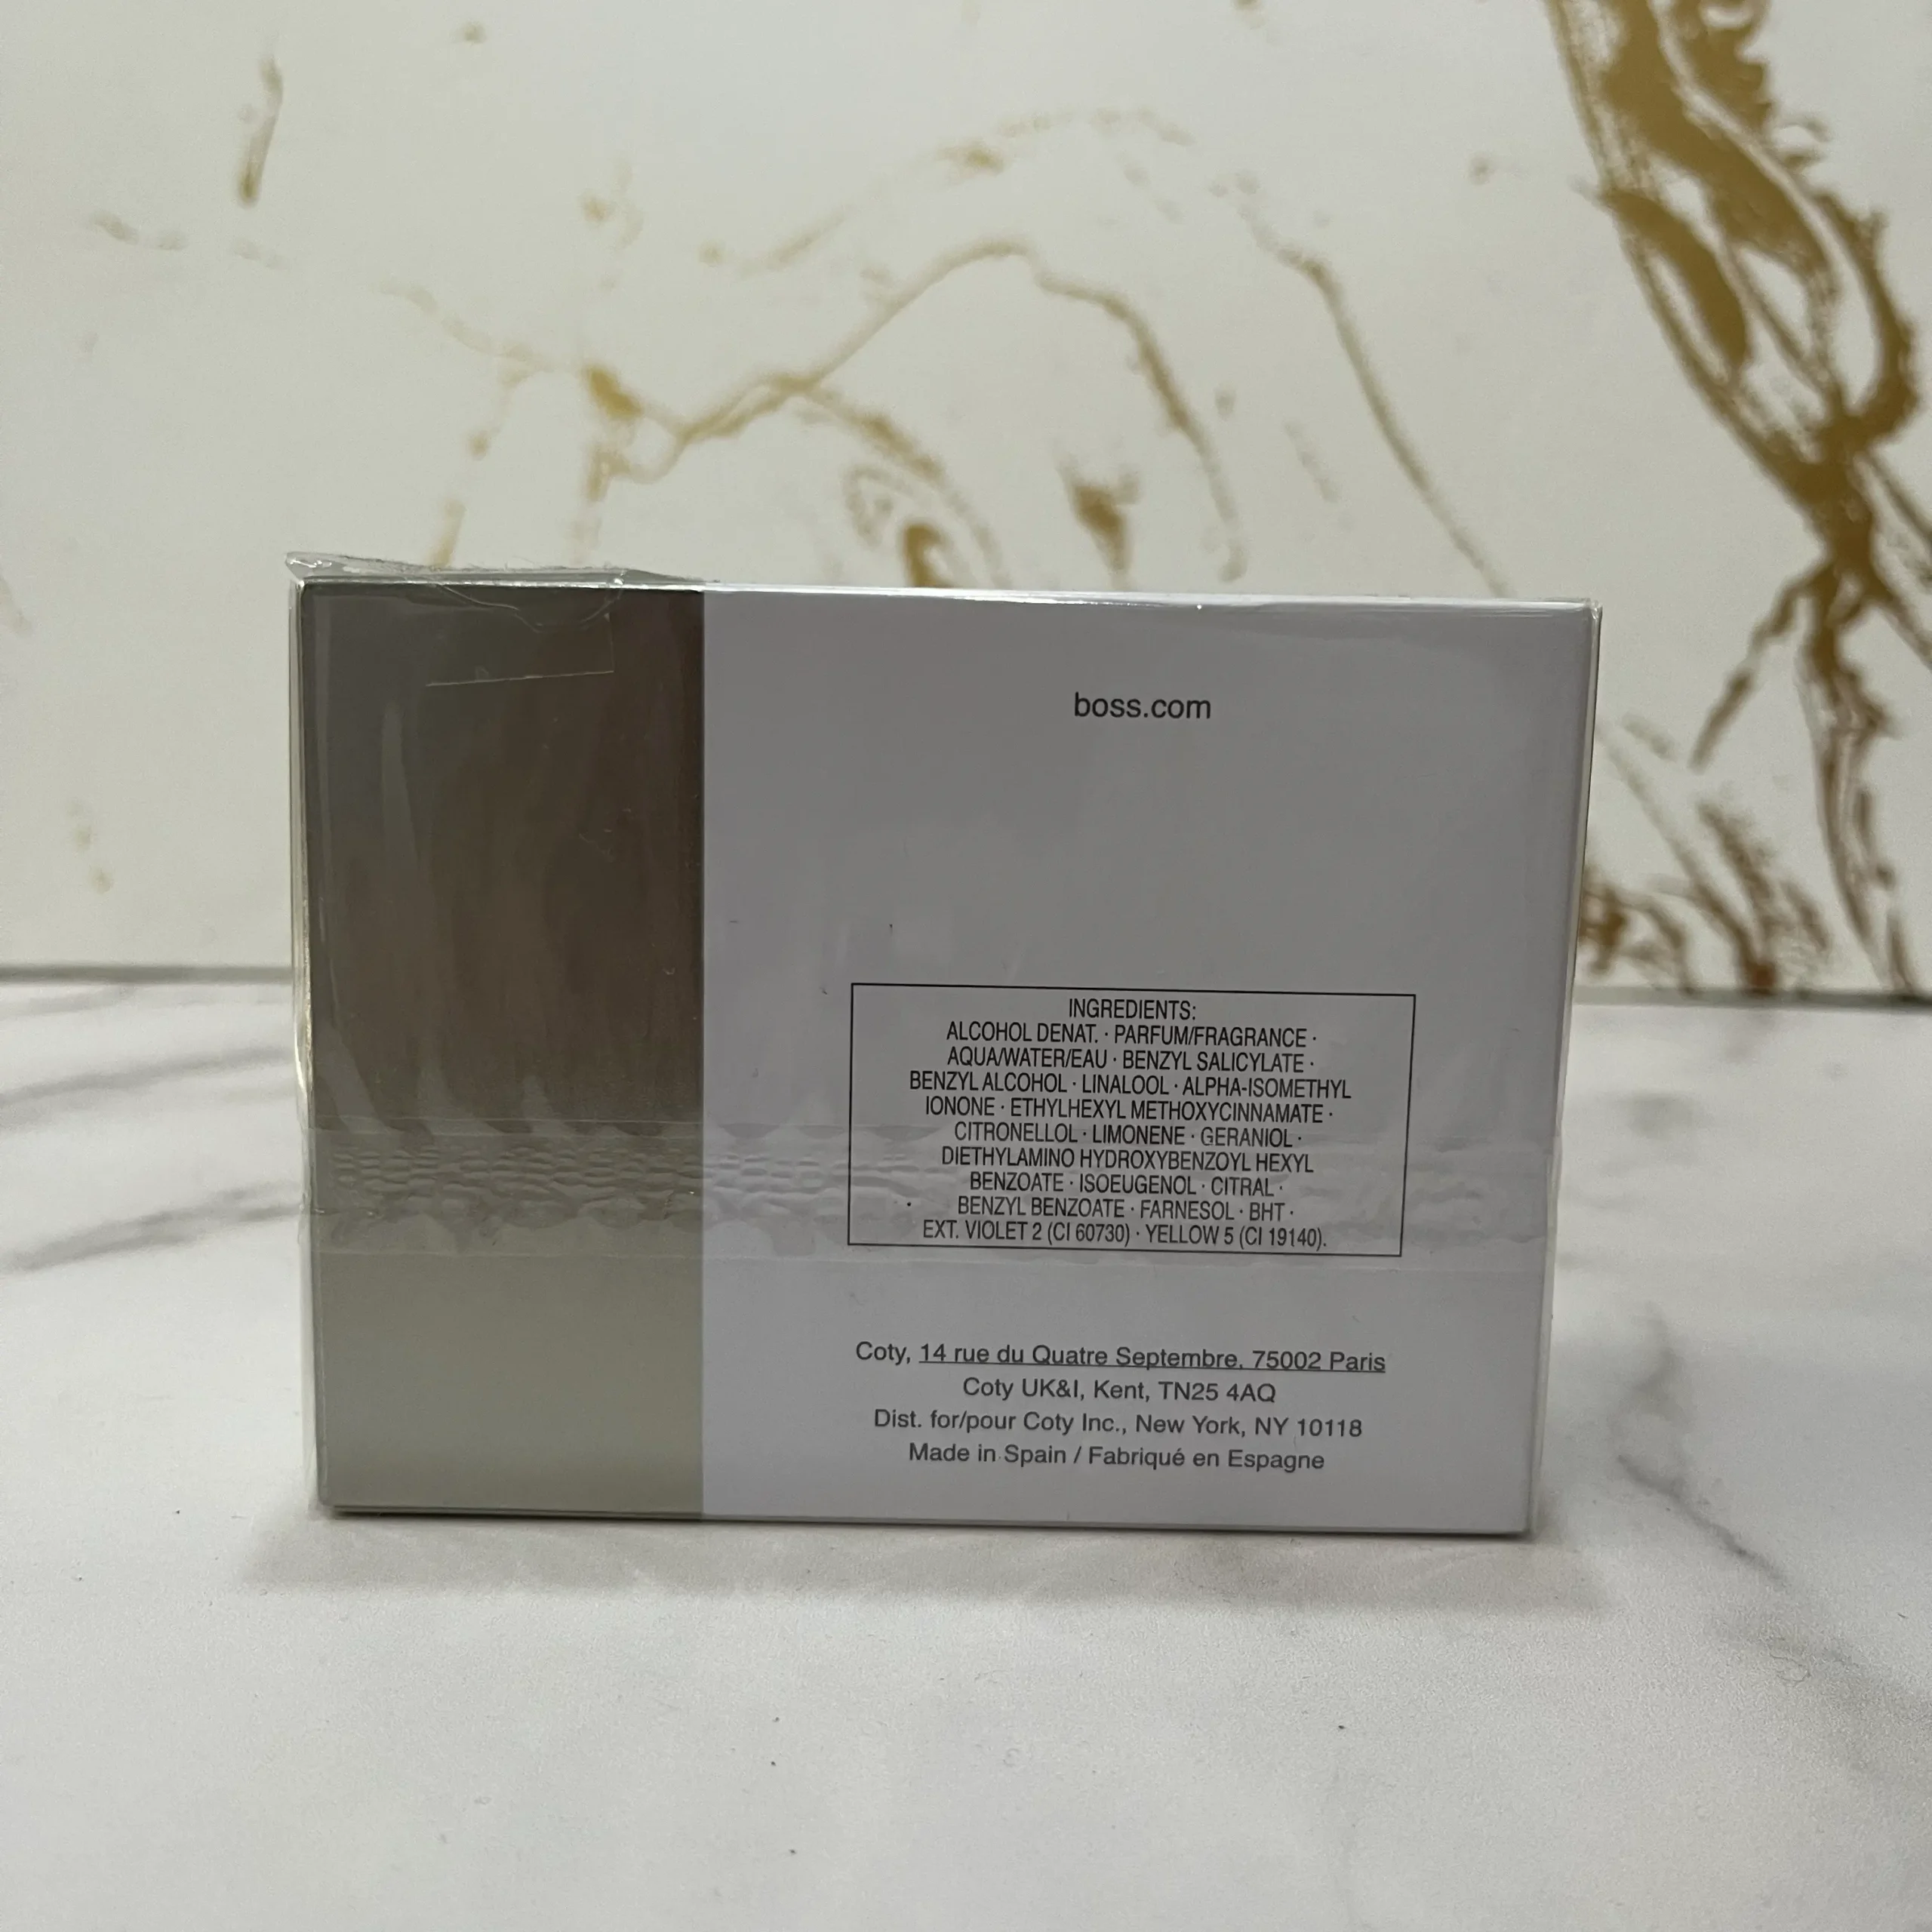 boss.com
INGREDIENTS:
ALCOHOL DENAT. · PARFUM/FRAGRANCE ·
AQUA/WATER/EAU · BENZYL SALICYLATE ·
BENZYL ALCOHOL · LINALOOL · ALPHA-ISOMETHYL
IONONE · ETHYLHEXYL METHOXYCINNAMATE ·
CITRONELLOL · LIMONENE · GERANIOL ·
DIETHYLAMINO HYDROXYBENZOYL HEXYL
BENZOATE · ISOEUGENOL · CITRAL ·
BENZYL BENZOATE · FARNESOL · BHT ·
EXT. VIOLET 2 (CI 60730) · YELLOW 5 (CI 19140).
Coty, 14 rue du Quatre Septembre, 75002 Paris
Coty UK&I, Kent, TN25 4AQ
Dist. for/pour Coty Inc., New York, NY 10118
Made in Spain / Fabriqué en Espagne